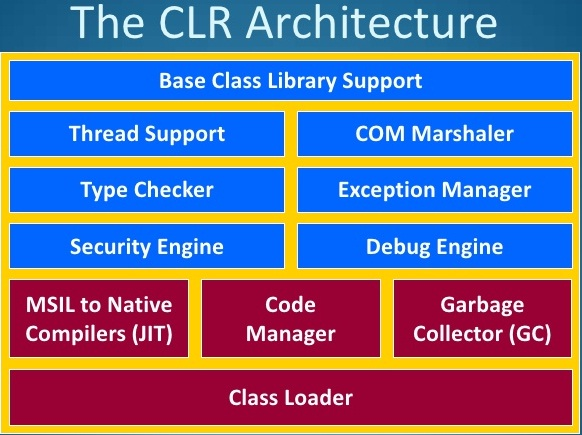 The CLR Architecture
Base Class Library Support
Thread Support
COM Marshaler
Type Checker
Exception Manager
Security Engine
Debug Engine
MSIL to Native
Compilers (JIT)
Code
Manager
Garbage
Collector (GC)
Class Loader